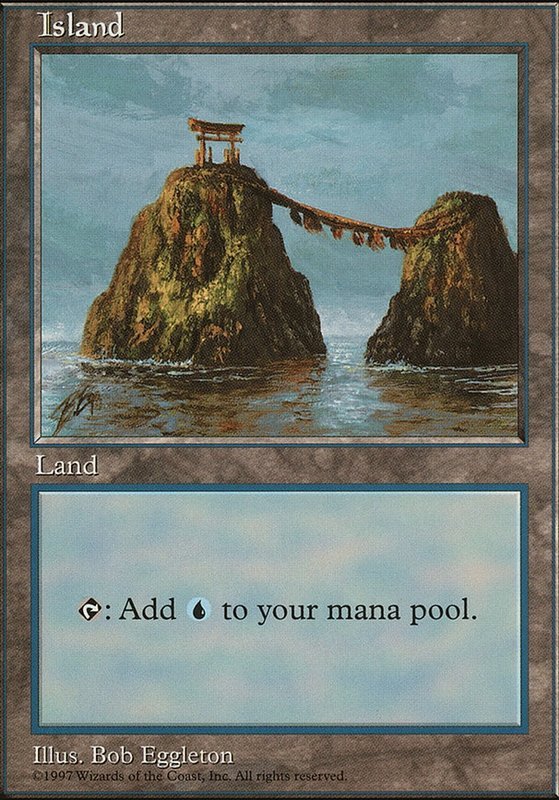 Island
Land
: Add to your mana pool.
Illus. Bob Eggleton
©1997 Wizards of the Coast, Inc. All rights reserved.